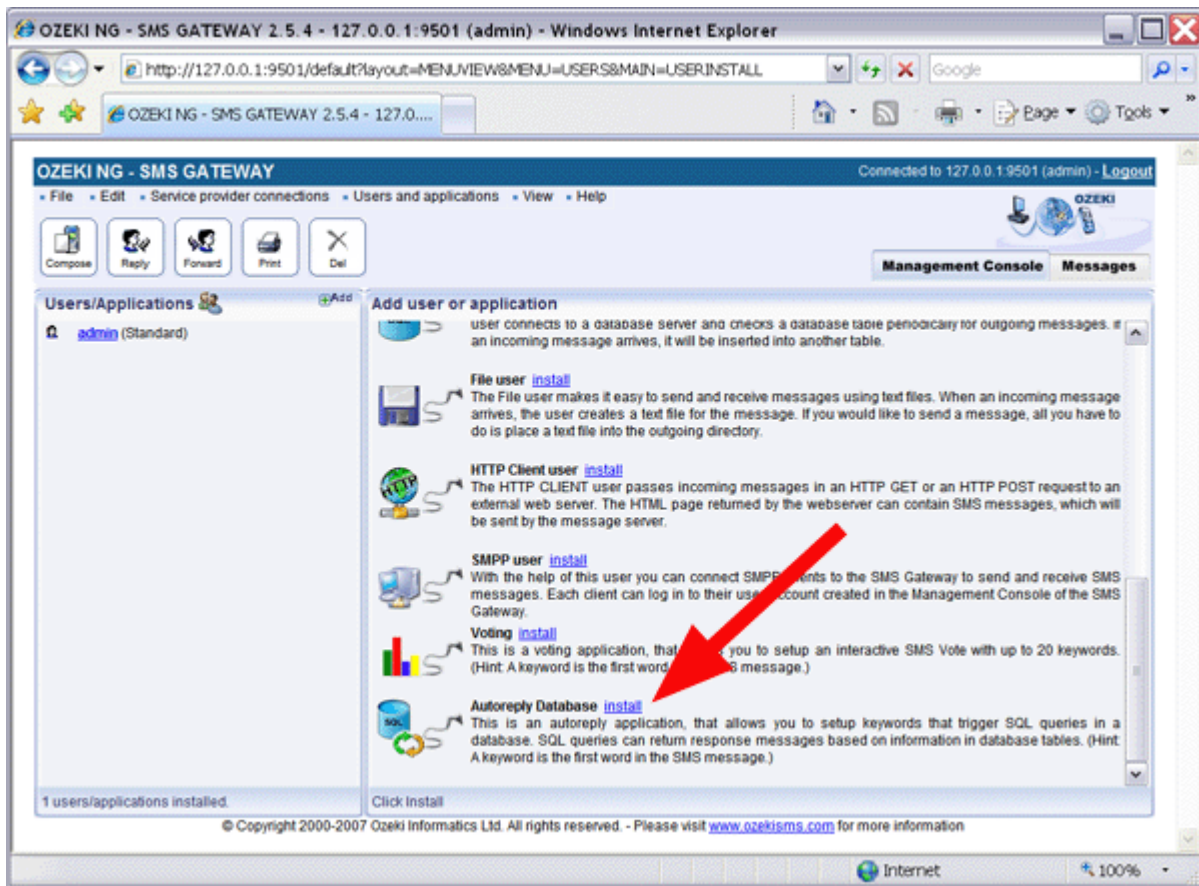 OZEKI NG - SMS GATEWAY 2.5.4 - 127.0.0.1:9501 (admin) - Windows Internet Explorer
http://127.0.0.1:9501/default?layout=MENUVIEW&MENU=USERS&MAIN=USERINSTALL
Google
OZEKI NG - SMS GATEWAY 2.5.4 - 127.0....
Page
Tools
OZEKI NG - SMS GATEWAY
Connected to 127.0.0.1:9501 (admin) - Logout
File Edit Service provider connections Users and applications View Help
OZEKI
Compose Reply Forward Print Del
Management Console Messages
Users/Applications
Add
admin (Standard)
1 users/applications installed.
Add user or application
user connects to a database server and checks a database table periodically for outgoing messages. If
an incoming message arrives, it will be inserted into another table.
File user install
The File user makes it easy to send and receive messages using text files. When an incoming message
arrives, the user creates a text file for the message. If you would like to send a message, all you have to
do is place a text file into the outgoing directory.
HTTP
HTTP Client user install
The HTTP CLIENT user passes incoming messages in an HTTP GET or an HTTP POST request to an
external web server. The HTML page returned by the webserver can contain SMS messages, which will
be sent by the message server.
SMPP user install
With the help of this user you can connect SMPP ents to the SMS Gateway to send and receive SMS
messages. Each client can log in to their use count created in the Management Console of the SMS
Gateway.
Voting install
This is a voting application, that you to setup an interactive SMS Vote with up to 20 keywords.
(Hint: A keyword is the first word message.)
SQL
Autoreply Database install
This is an autoreply application, that allows you to setup keywords that trigger SQL queries in a
database. SQL queries can return response messages based on information in database tables. (Hint:
A keyword is the first word in the SMS message.)
Click Install
© Copyright 2000-2007 Ozeki Informatics Ltd. All rights reserved. - Please visit www.ozekisms.com for more information
Internet
100%